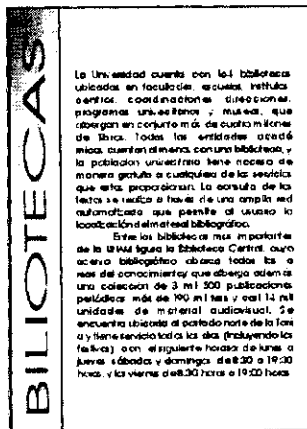 BILIOTECAS
La Universidad cuenta con 164 bibliotecas
ubicadas en facultades, escuelas, institutos
centros, coordinaciones direcciones,
programas universitarios y museos, que
albergan en conjunto más de cuatro millones
de libros. Todas las entidades acadé
micas cuentan al menos con una biblioteca, y
la población universitaria tiene acceso de
manera gratuita a cualquiera de los servicios
que estas proporcionan. La consulta de los
textos se realiza a través de una amplia red
automatizada que permite al usuario la
localización del material bibliográfico.
Entre las bibliotecas mas importantes
de la UNAM figura la Biblioteca Central, cuyo
acervo bibliográfico abarca todas las a
reas del conocimiento y que alberga además
una colección de 3 mil 500 publicaciones
periódicas más de 190 mil tesis y casi 14 mil
unidades de material audiovisual. Se
encuentra ubicada al costado norte de la Torre
a y tiene servicio todos los días (incluyendo los
festivos) con el siguiente horario de lunes a
jueves sábados y domingos de 8:30 a 19:30
horas, y los viernes de 8.30 horas a 19:00 horas